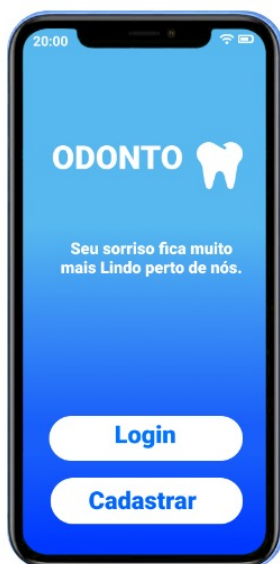 20:00
ODONTO
Seu sorriso fica muito
mais Lindo perto de nós.
Login
Cadastrar